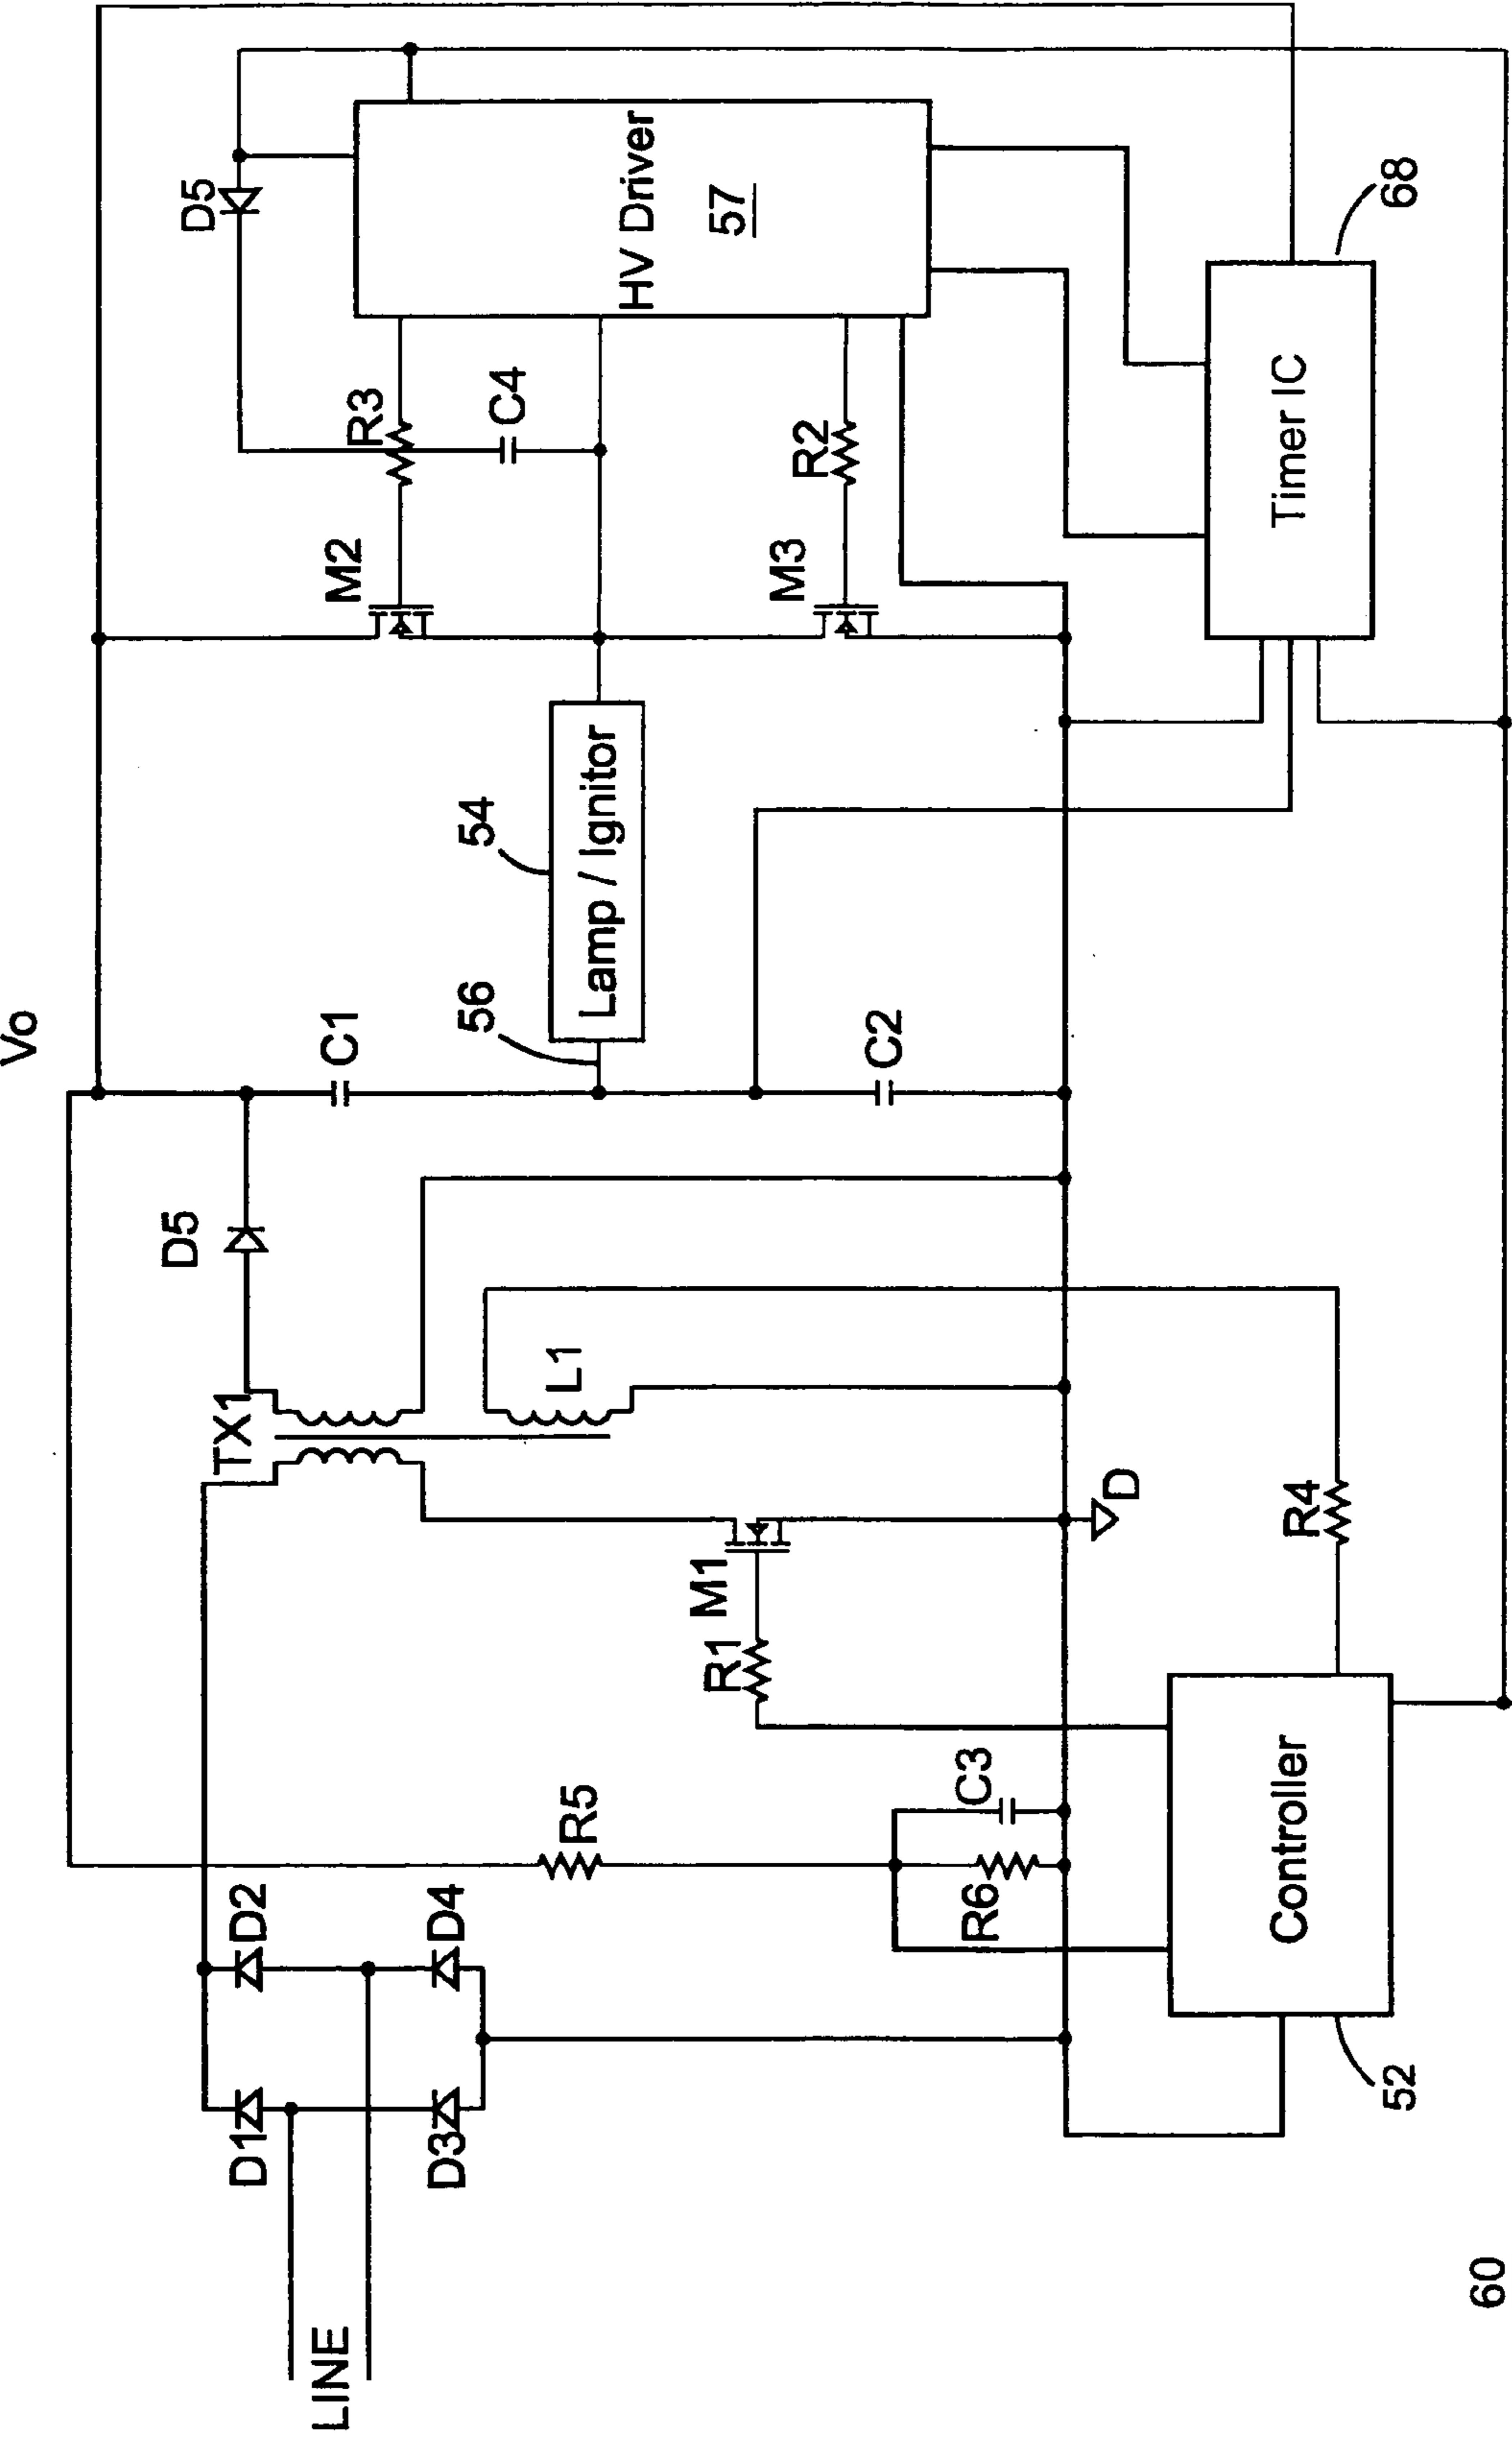 Vo
D5
TX1
D5
C1
D2
D1
D4
D3
LINE
R5
L1
56
54
Lamp / Ignitor
M2
R3
C4
HV Driver
57
M1
R1
C2
M3
R2
R6
C3
D
R4
Controller
52
Timer IC
68
60